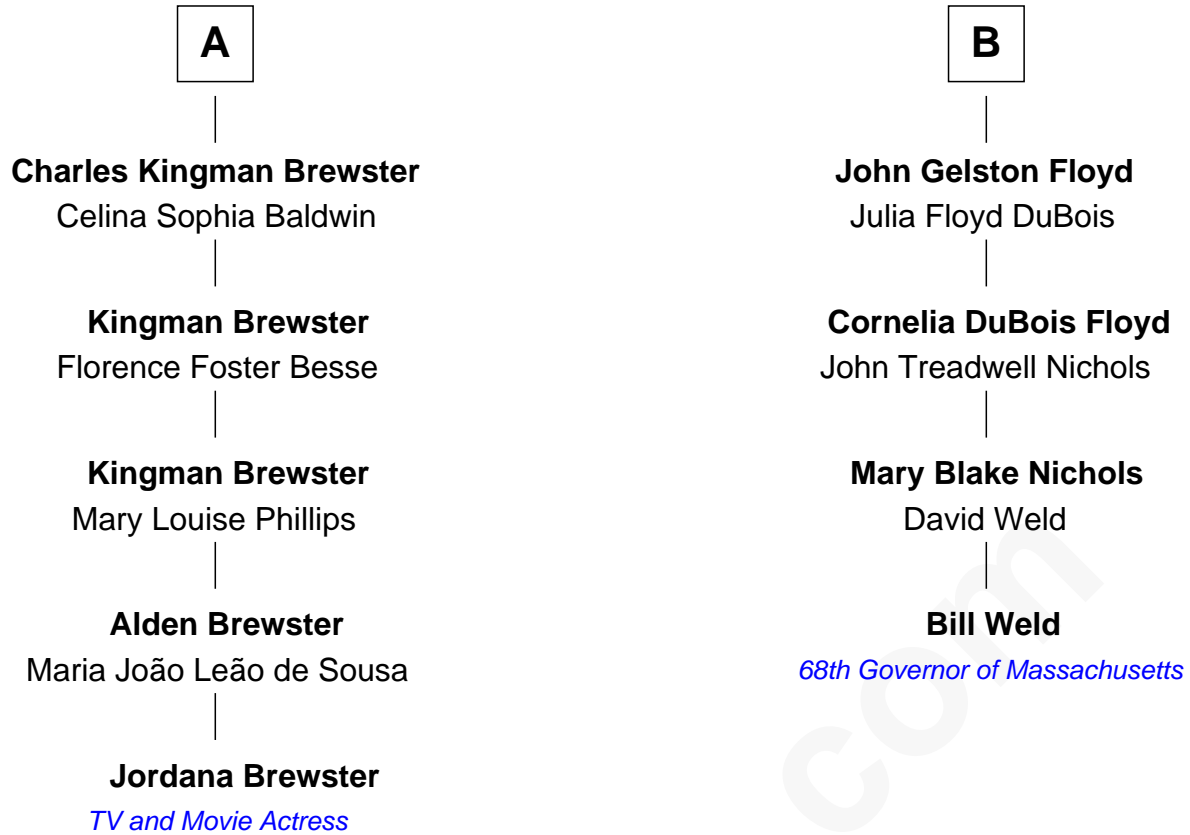 A
Charles Kingman Brewster
Celina Sophia Baldwin
Kingman Brewster
Florence Foster Besse
Kingman Brewster
Mary Louise Phillips
Alden Brewster
Maria João Leão de Sousa
Jordana Brewster
TV and Movie Actress
B
John Gelston Floyd
Julia Floyd DuBois
Cornelia DuBois Floyd
John Treadwell Nichols
Mary Blake Nichols
David Weld
Bill Weld
68th Governor of Massachusetts
com